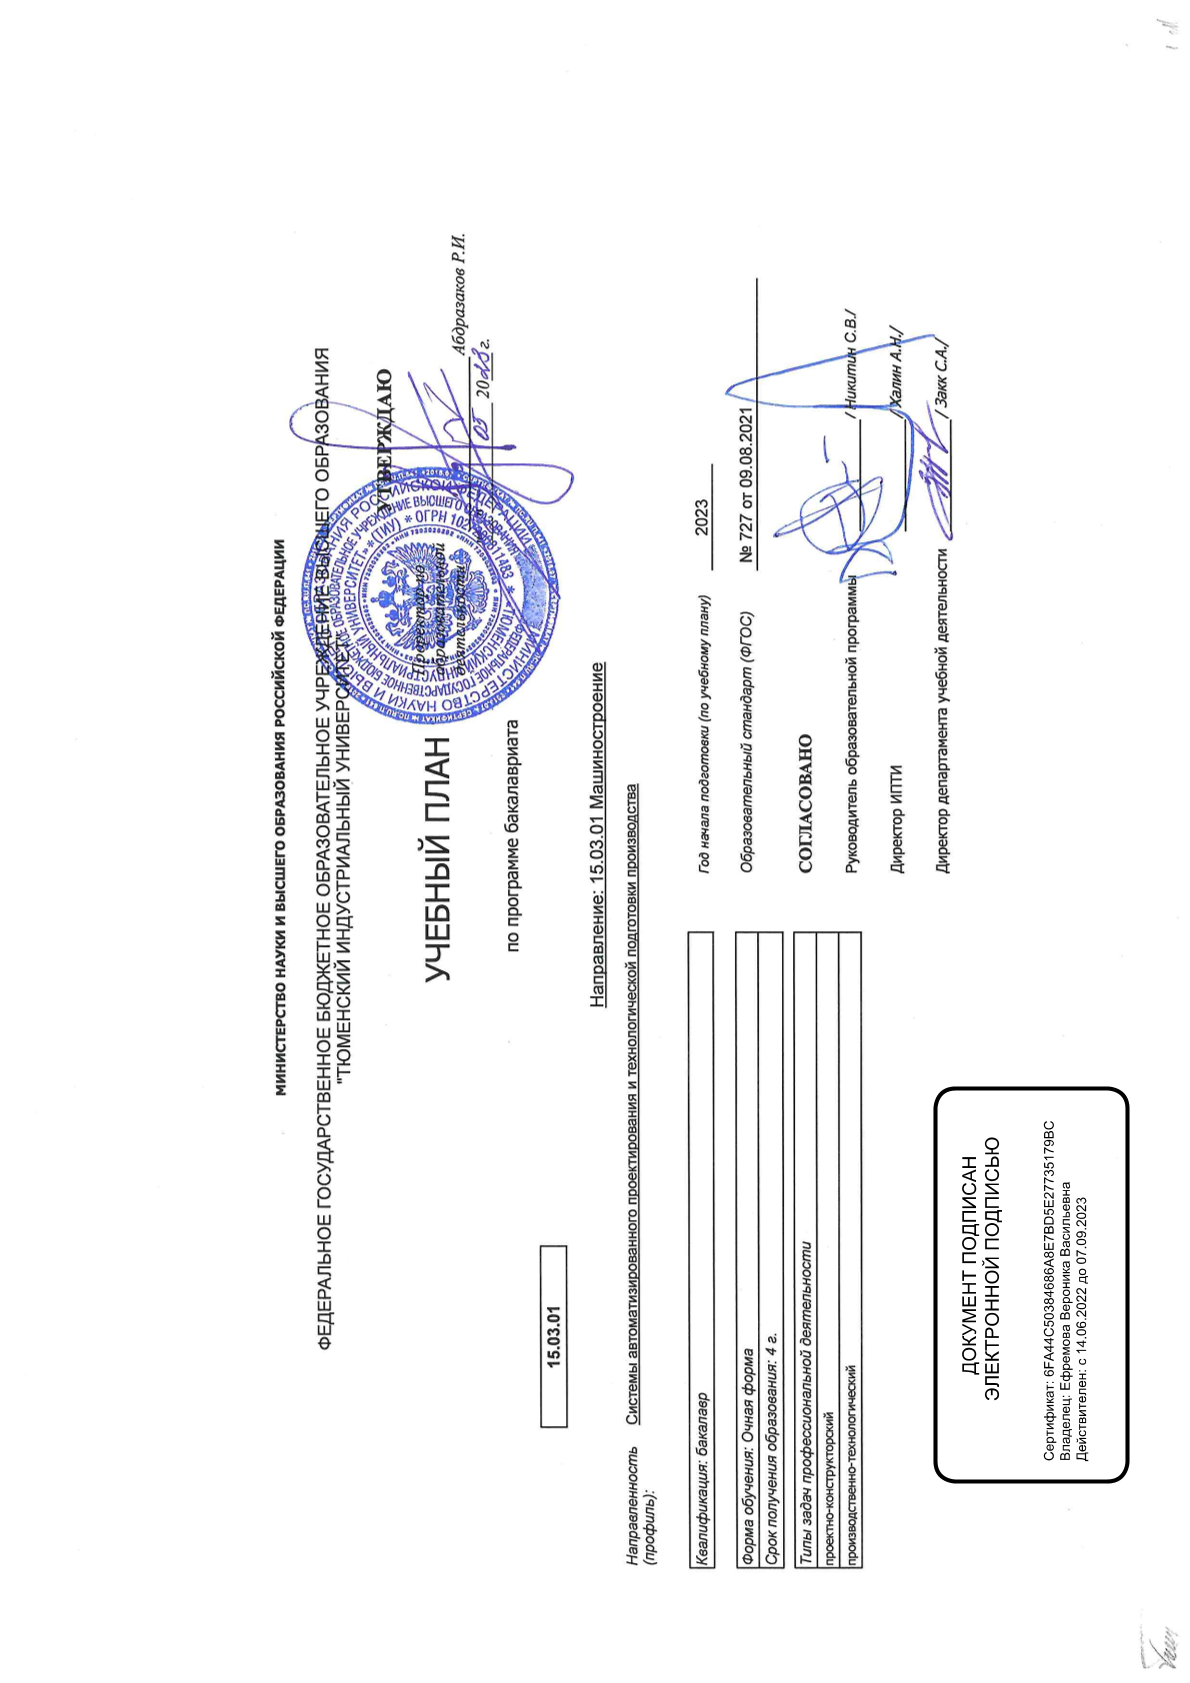 МИНИСТЕРСТВО НАУКИ И ВЫСШЕГО ОБРАЗОВАНИЯ РОССИЙСКОЙ ФЕДЕРАЦИИ
ФЕДЕРАЛЬНОЕ ГОСУДАРСТВЕННОЕ БЮДЖЕТНОЕ ОБРАЗОВАТЕЛЬНОЕ УЧРЕЖДЕНИЕ ВЫСШЕГО ОБРАЗОВАНИЯ
"ТЮМЕНСКИЙ ИНДУСТРИАЛЬНЫЙ УНИВЕРСИТЕТ"
УТВЕРЖДАЮ
Проректор по
образовательной
деятельности
Абдразаков Р.И.
05 2023 г.
УЧЕБНЫЙ ПЛАН
по программе бакалавриата
15.03.01
Направление: 15.03.01 Машиностроение
Направленность
(профиль):
Системы автоматизированного проектирования и технологической подготовки производства
Квалификация: бакалавр
Форма обучения: Очная форма
Срок получения образования: 4 г.
Типы задач профессиональной деятельности
проектно-конструкторский
производственно-технологический
Год начала подготовки (по учебному плану) 2023
Образовательный стандарт (ФГОС) № 727 от 09.08.2021
СОГЛАСОВАНО
Руководитель образовательной программы / Никитин С.В./
Директор ИПТИ / Халин А.Н./
Директор департамента учебной деятельности / Закк С.А./
ДОКУМЕНТ ПОДПИСАН
ЭЛЕКТРОННОЙ ПОДПИСЬЮ
Сертификат: 6FA44C50384686A8E7BD5E27735179BC
Владелец: Ефремова Вероника Васильевна
Действителен: с 14.06.2022 до 07.09.2023